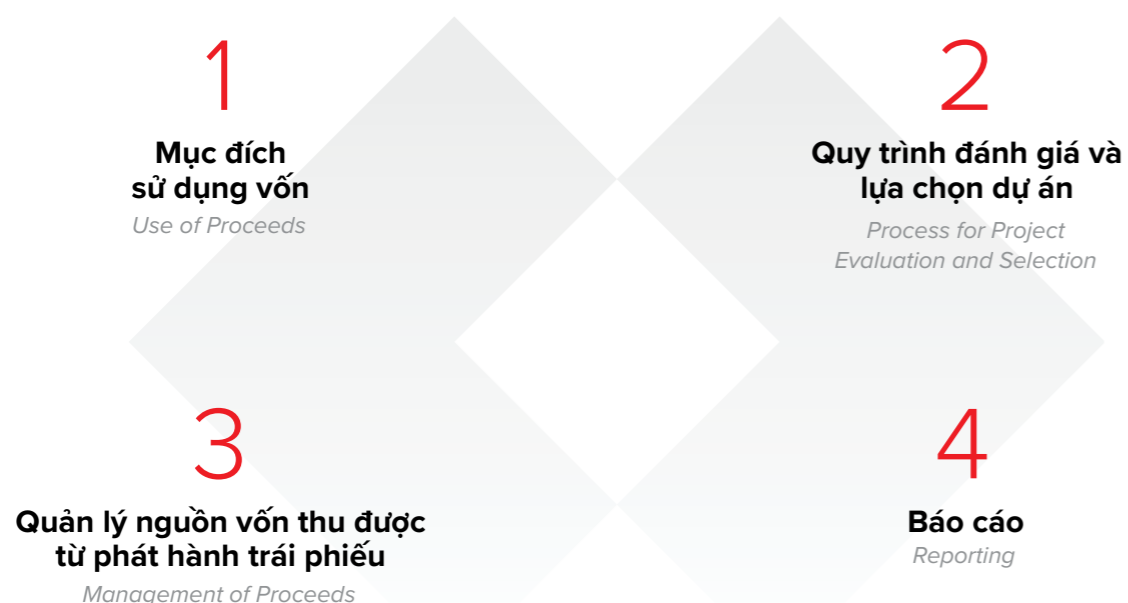 1
Mục đích
sử dụng vốn
Use of Proceeds
2
Quy trình đánh giá và
lựa chọn dự án
Process for Project
Evaluation and Selection
3
Quản lý nguồn vốn thu được
từ phát hành trái phiếu
Management of Proceeds
4
Báo cáo
Reporting